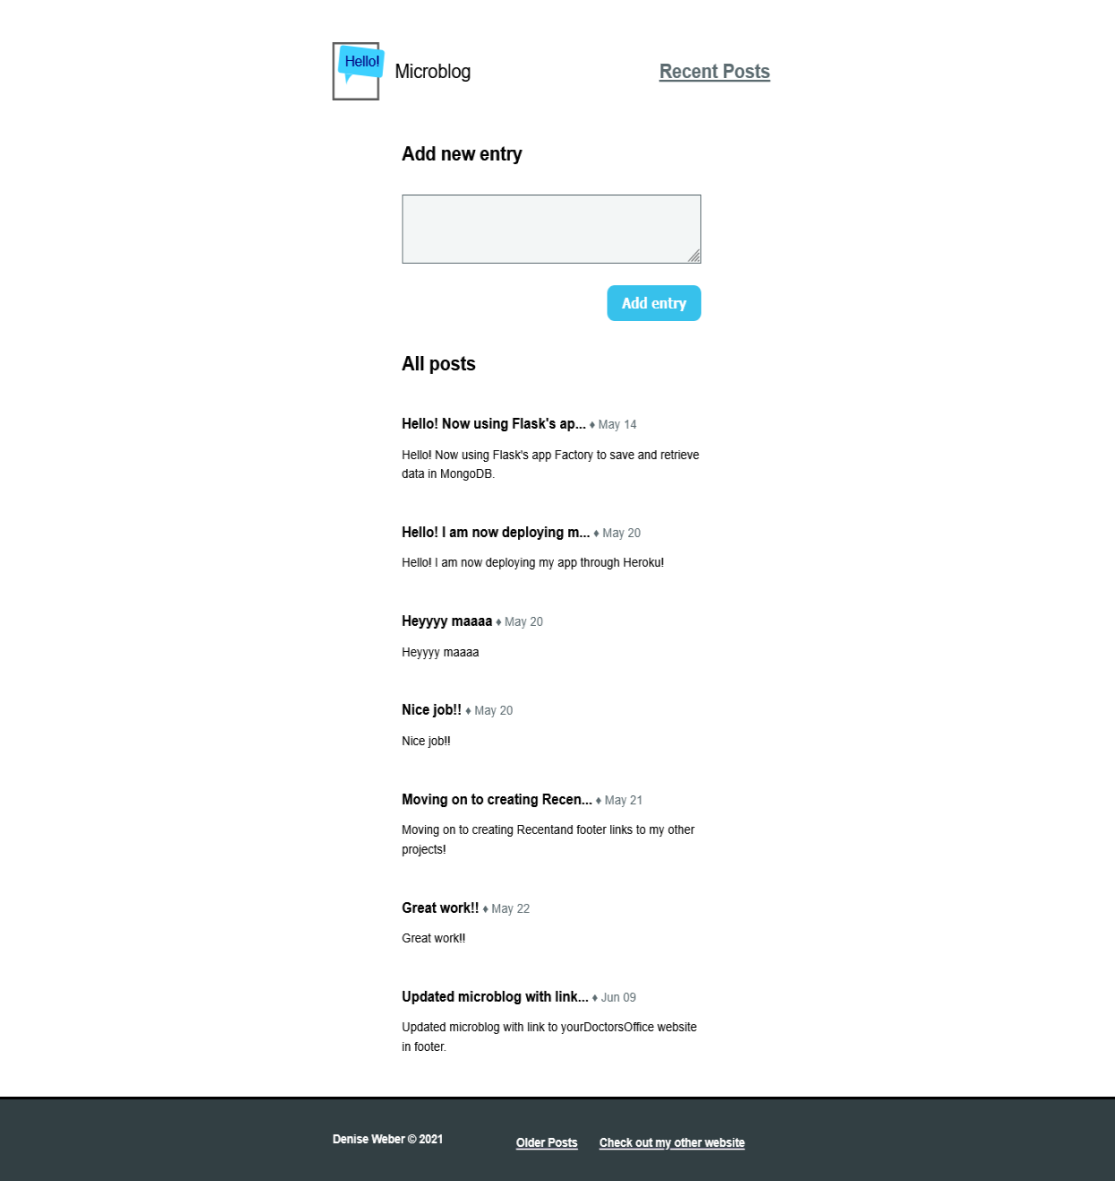 Hello!
Microblog
Recent Posts
Add new entry
Add entry
All posts
Hello! Now using Flask's ap... ♦ May 14
Hello! Now using Flask's app Factory to save and retrieve
data in MongoDB.
Hello! I am now deploying m... ♦ May 20
Hello! I am now deploying my app through Heroku!
Heyyyy maaaa ♦ May 20
Heyyyy maaaa
Nice job!! ♦ May 20
Nice job!!
Moving on to creating Recen... ♦ May 21
Moving on to creating Recentand footer links to my other
projects!
Great work!! ♦ May 22
Great work!!
Updated microblog with link... ♦ Jun 09
Updated microblog with link to yourDoctorsOffice website
in footer.
Denise Weber © 2021
Older Posts
Check out my other website